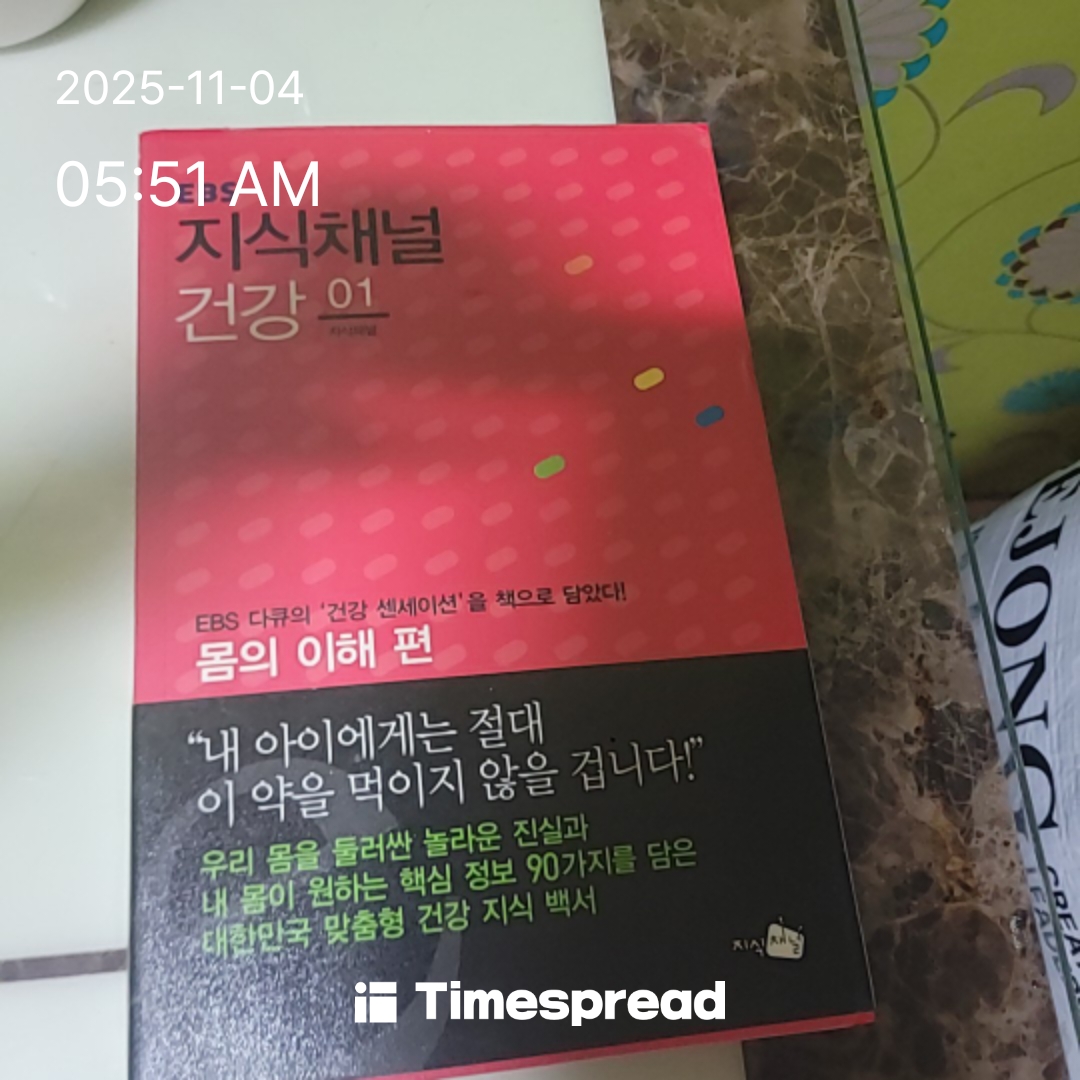 2025-11-04
05:51 AM
EBS
지식채널
건강 01
지식채널
EBS 다큐의 '건강 센세이션'을 책으로 담았다!
몸의 이해 편
“내 아이에게는 절대
이 약을 먹이지 않을 겁니다!”
우리 몸을 둘러싼 놀라운 진실과
내 몸이 원하는 핵심 정보 90가지를 담은
대한민국 맞춤형 건강 지식 백서
지식채널
Timespread
EJONG